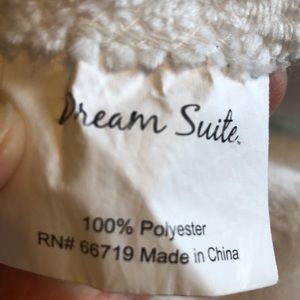 Dream Suite
100% Polyester
RN# 66719 Made in China